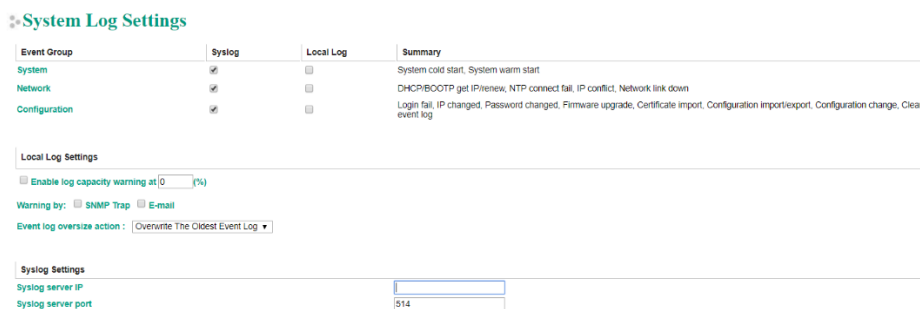 System Log Settings
Event Group Syslog Local Log Summary
System System cold start, System warm start
Network DHCP/BOOTP get IP/renew, NTP connect fail, IP conflict, Network link down
Configuration Login fail, IP changed, Password changed, Firmware upgrade, Certificate import, Configuration import/export, Configuration change, Clea
event log
Local Log Settings
Enable log capacity warning at 0 (%)
Warning by: SNMP Trap E-mail
Event log oversize action : Overwrite The Oldest Event Log
Syslog Settings
Syslog server IP
Syslog server port 514